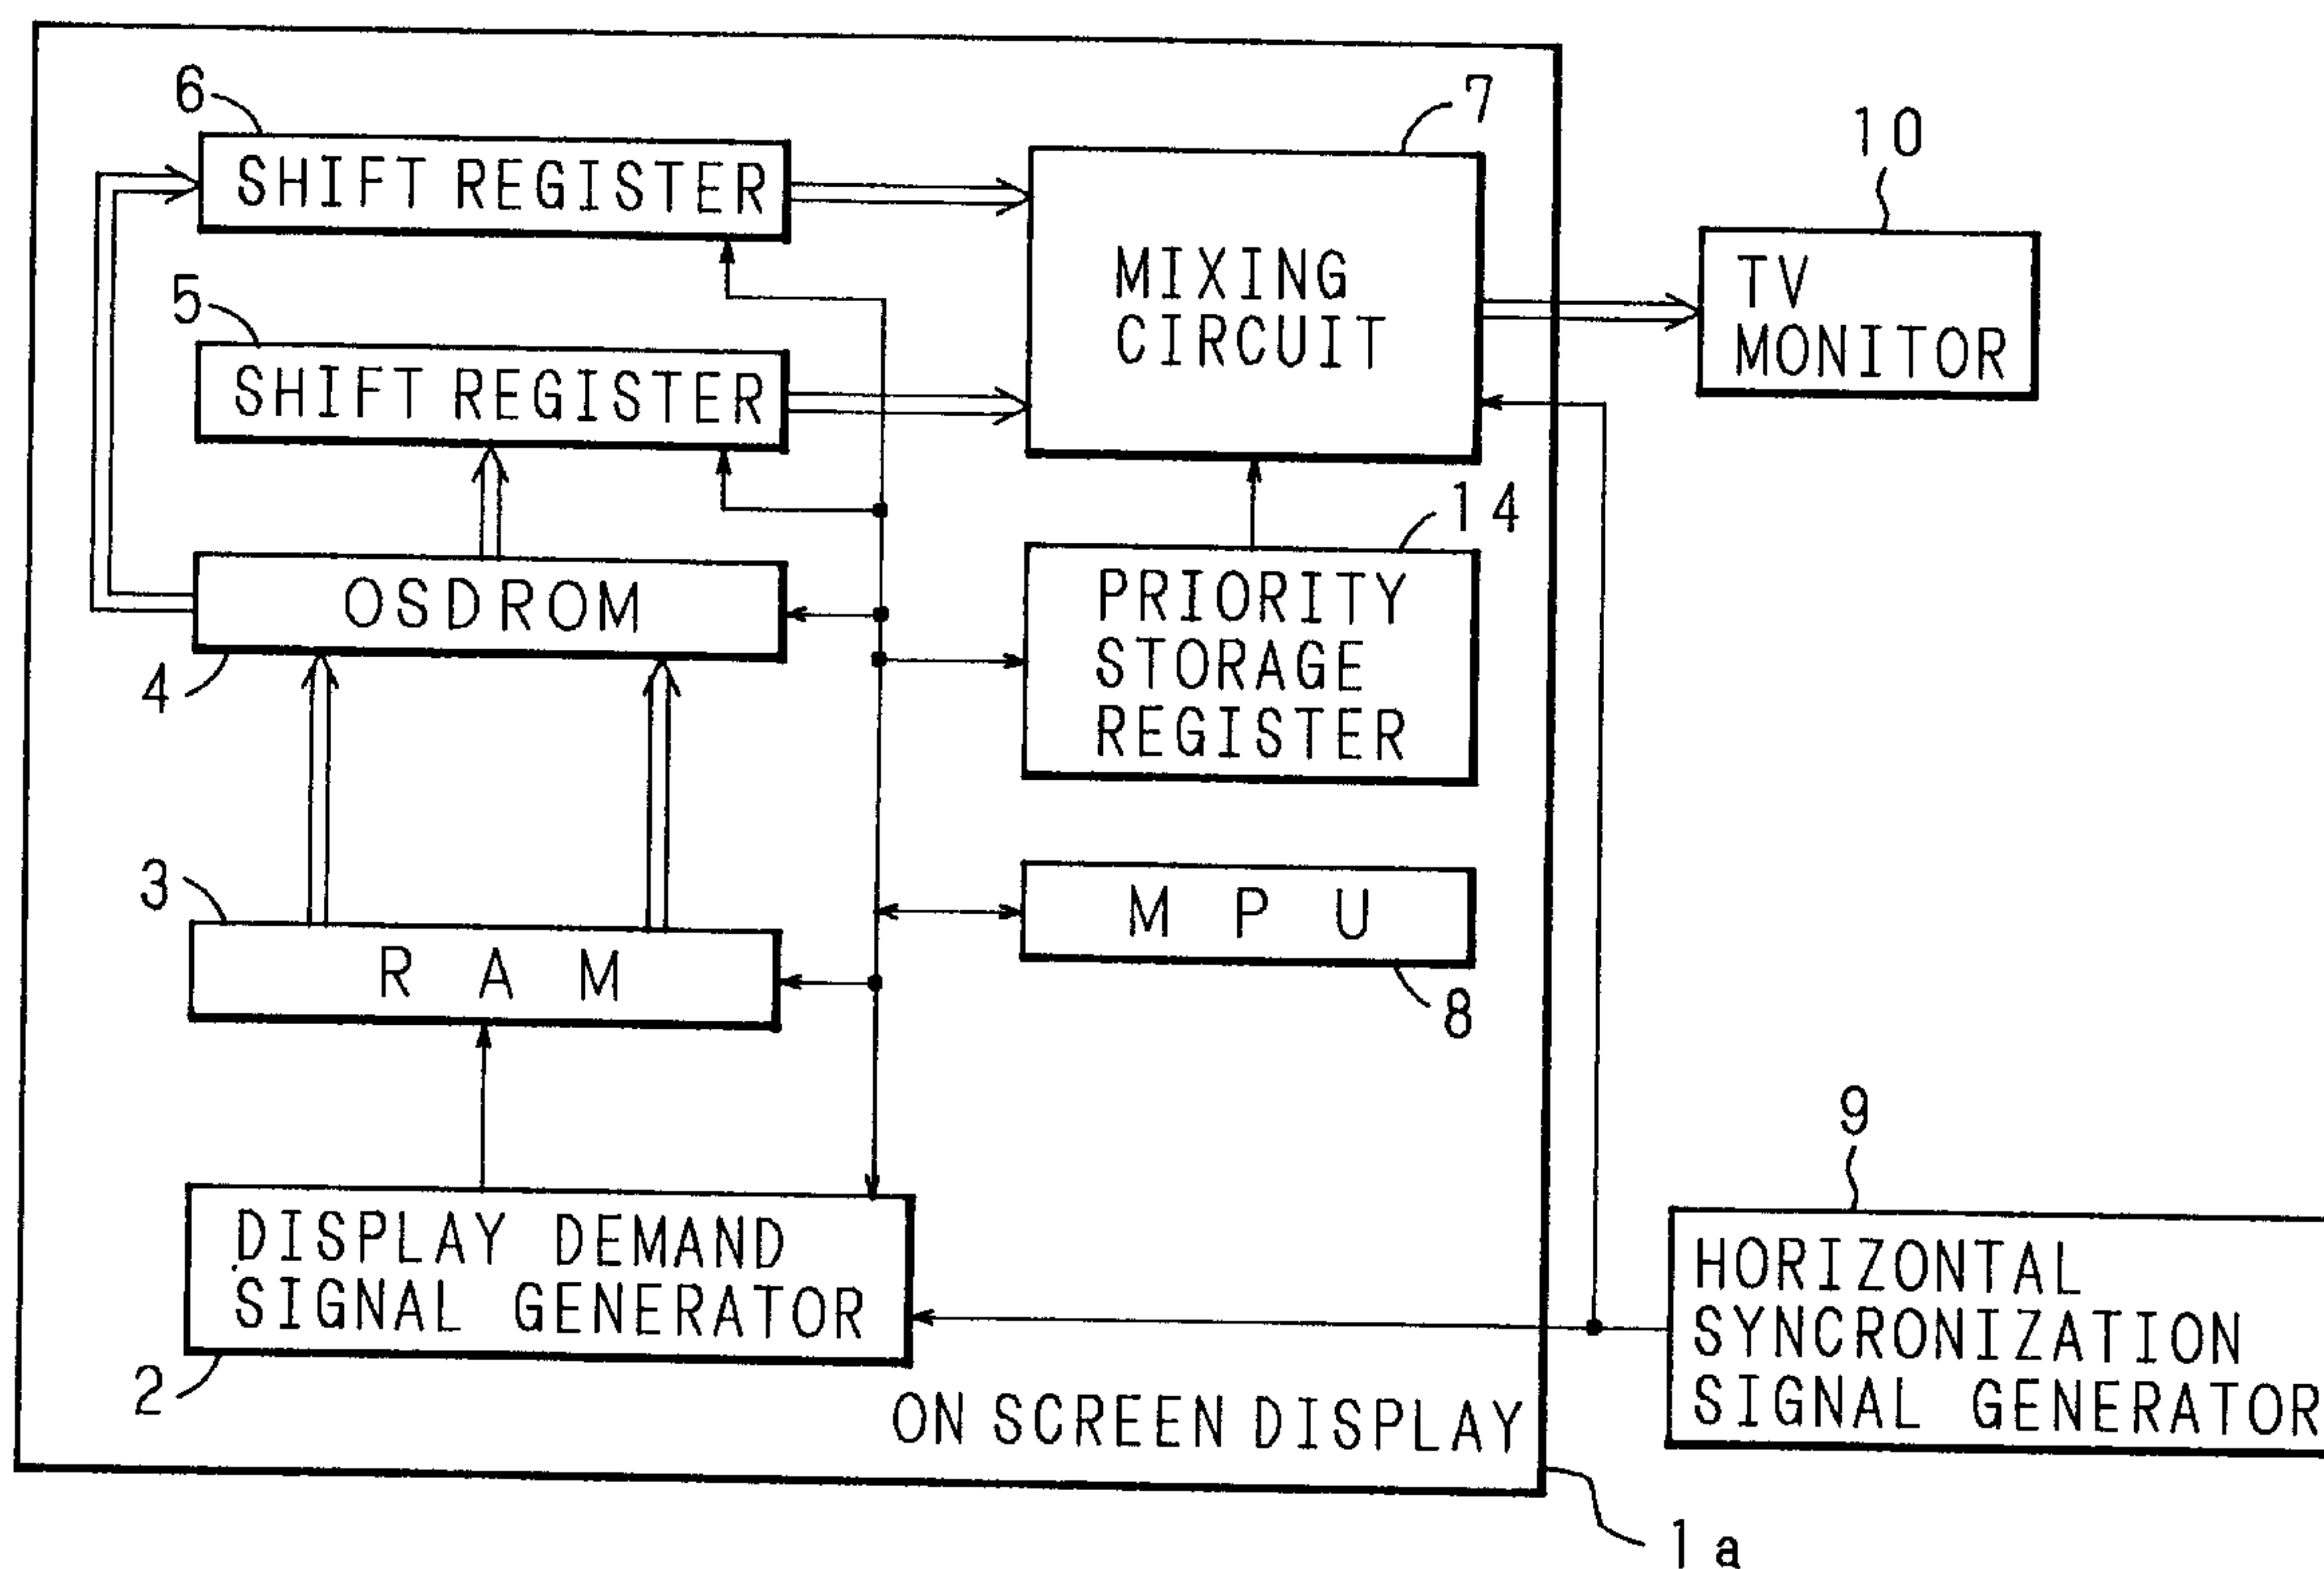 6
SHIFT REGISTER
7
MIXING
CIRCUIT
10
TV
MONITOR
5
SHIFT REGISTER
OSDROM
4
14
PRIORITY
STORAGE
REGISTER
3
R A M
M P U
8
DISPLAY DEMAND
SIGNAL GENERATOR
2
9
HORIZONTAL
SYNCRONIZATION
SIGNAL GENERATOR
ON SCREEN DISPLAY
1a